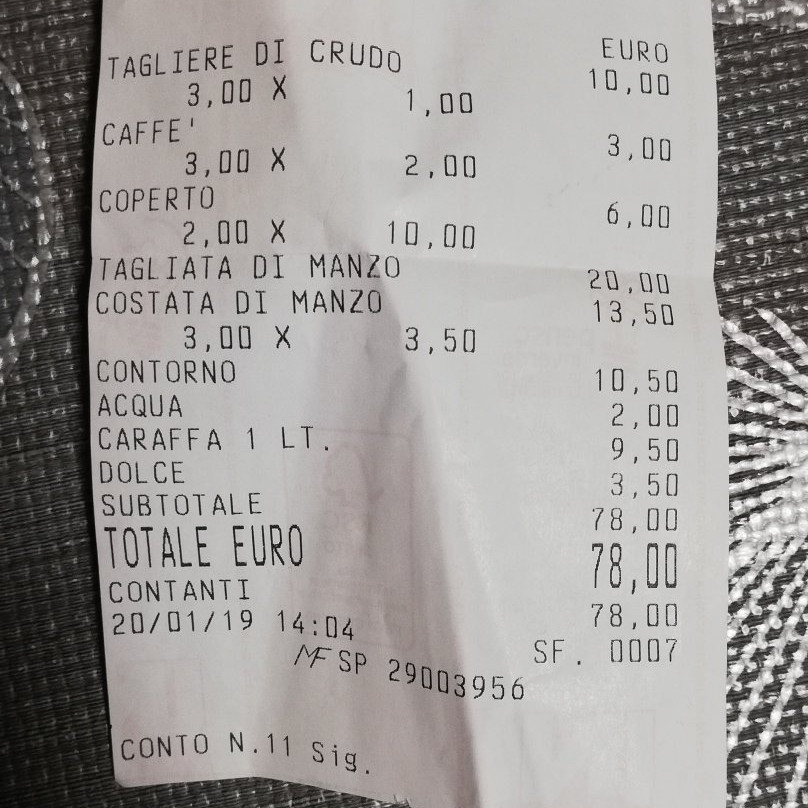 EURO
TAGLIERE DI CRUDO 10,00
3,00 X 1,00
CAFFE' 3,00
3,00 X 2,00
COPERTO 6,00
2,00 X 10,00
TAGLIATA DI MANZO 20,00
COSTATA DI MANZO 13,50
3,00 X 3,50
CONTORNO 10,50
ACQUA 2,00
CARAFFA 1 LT. 9,50
DOLCE 3,50
SUBTOTALE 78,00
TOTALE EURO 78,00
CONTANTI 78,00
20/01/19 14:04 SF. 0007
MF SP 29003956
CONTO N.11 Sig.